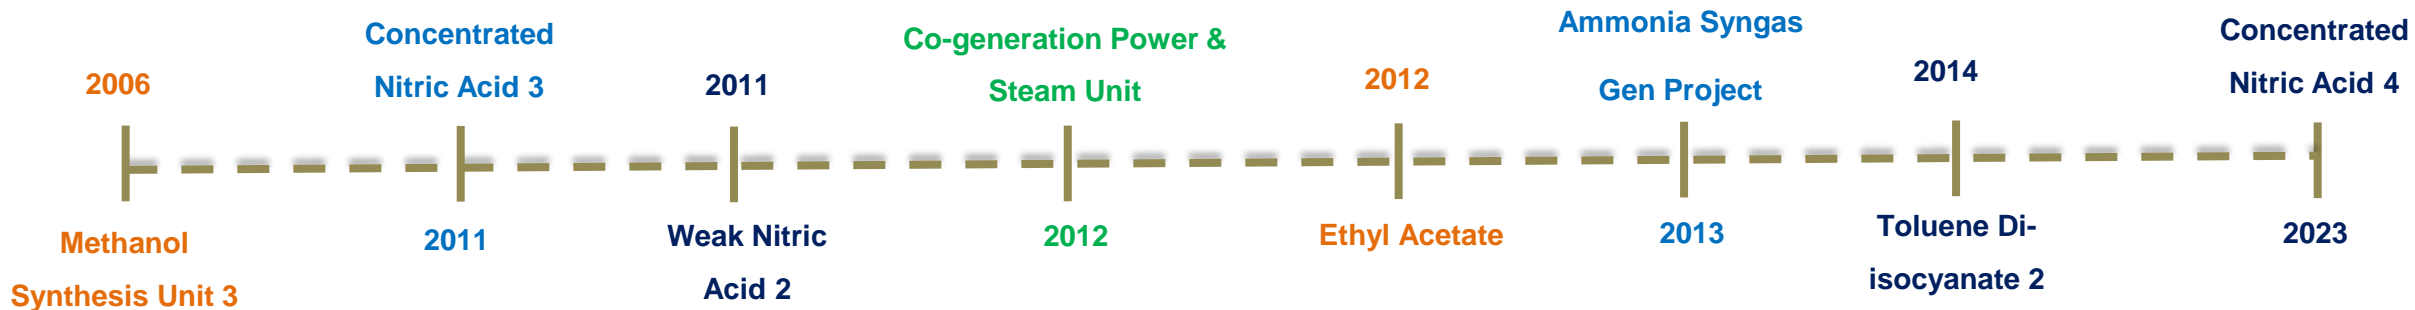 2006
Methanol
Synthesis Unit 3
Concentrated
Nitric Acid 3
2011
2011
Weak Nitric
Acid 2
Co-generation Power &
Steam Unit
2012
2012
Ethyl Acetate
Ammonia Syngas
Gen Project
2013
2014
Toluene Di-
isocyanate 2
Concentrated
Nitric Acid 4
2023